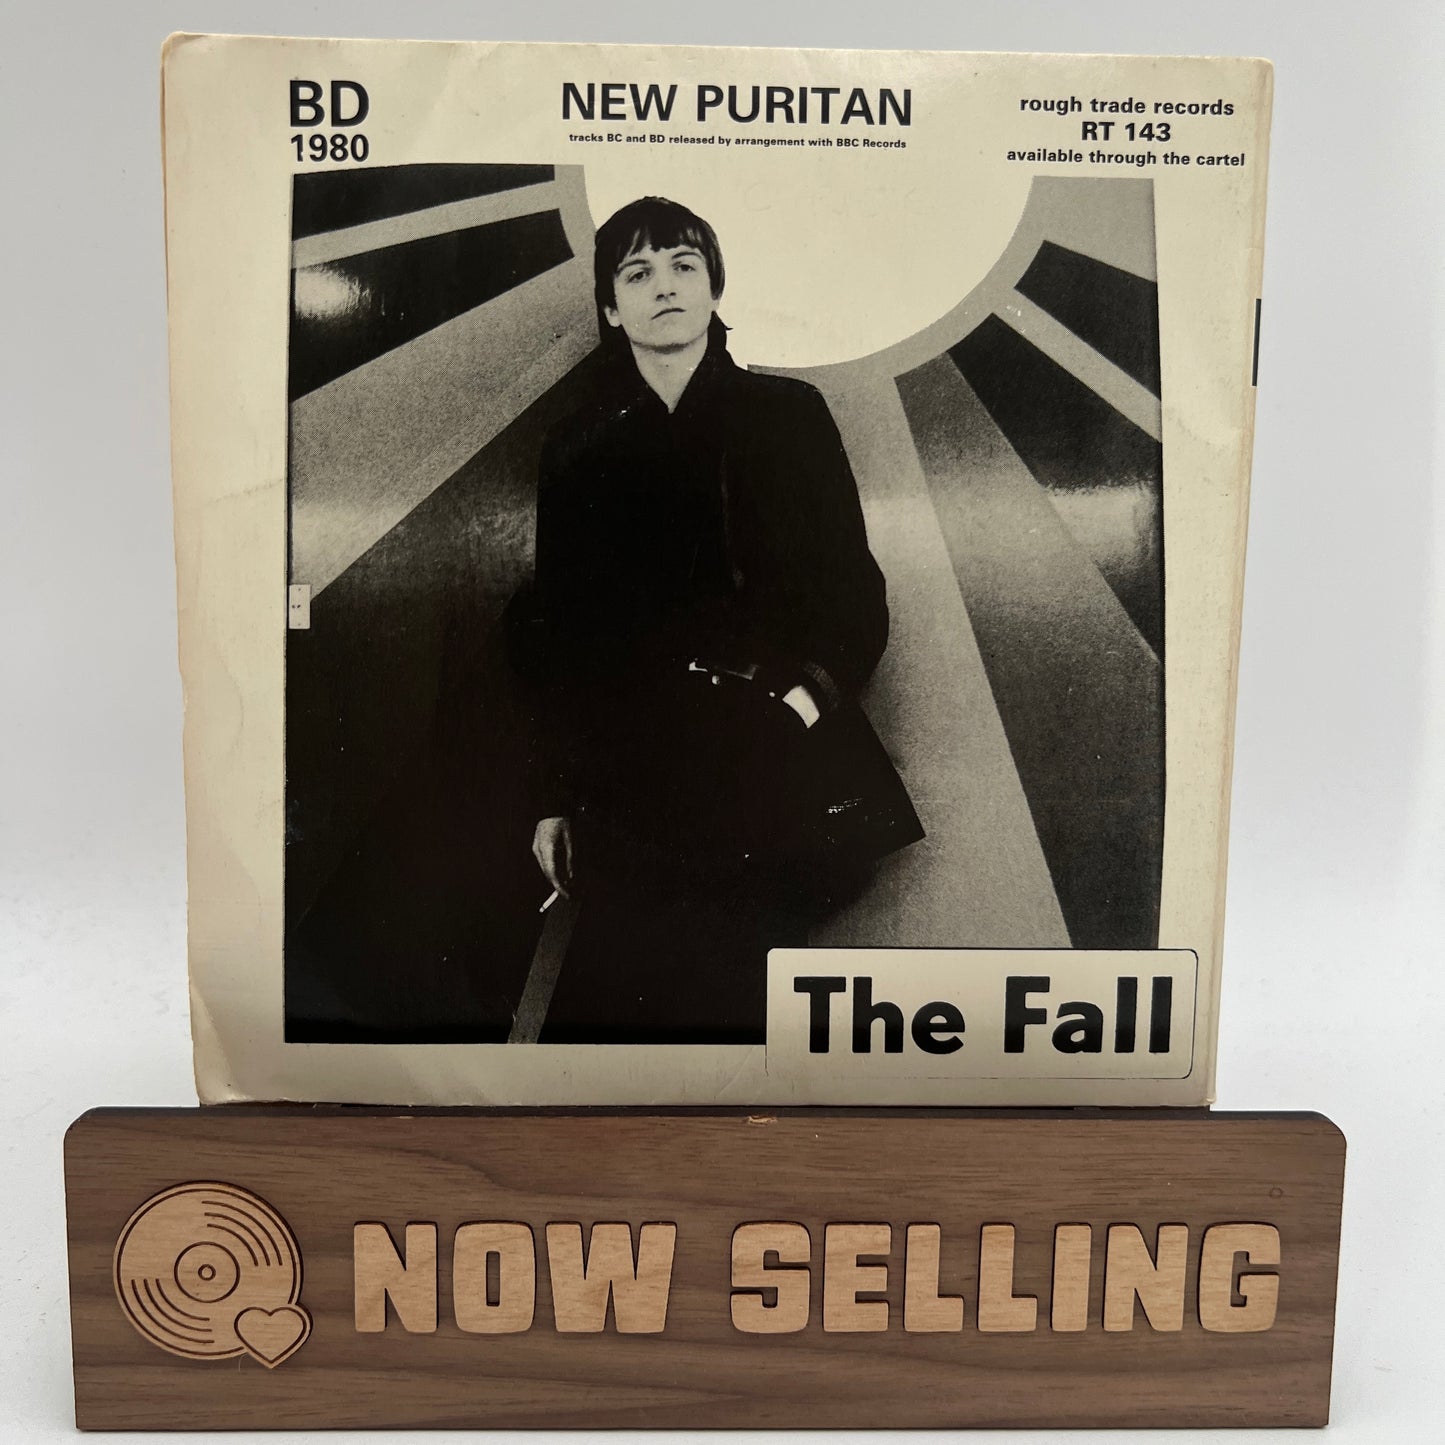 BD
1980
NEW PURITAN
tracks BC and BD released by arrangement with BBC Records
rough trade records
RT 143
available through the cartel
The Fall
NOW SELLING